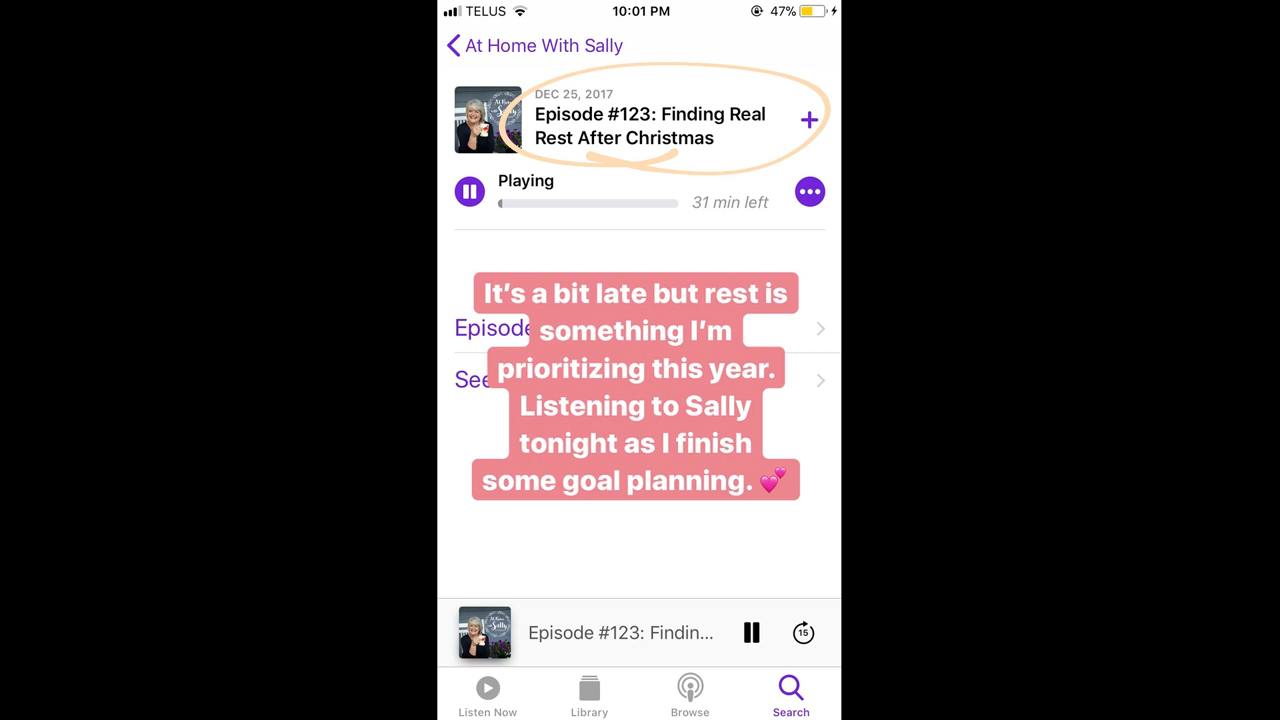 TELUS 10:01 PM 47%
At Home With Sally
DEC 25, 2017
Episode #123: Finding Real
Rest After Christmas
Playing
31 min left
It's a bit late but rest is
Episode
something I'm
prioritizing this year.
See
Listening to Sally
tonight as I finish
some goal planning. 💕
Episode #123: Findin...
15
Listen Now Library Browse Search